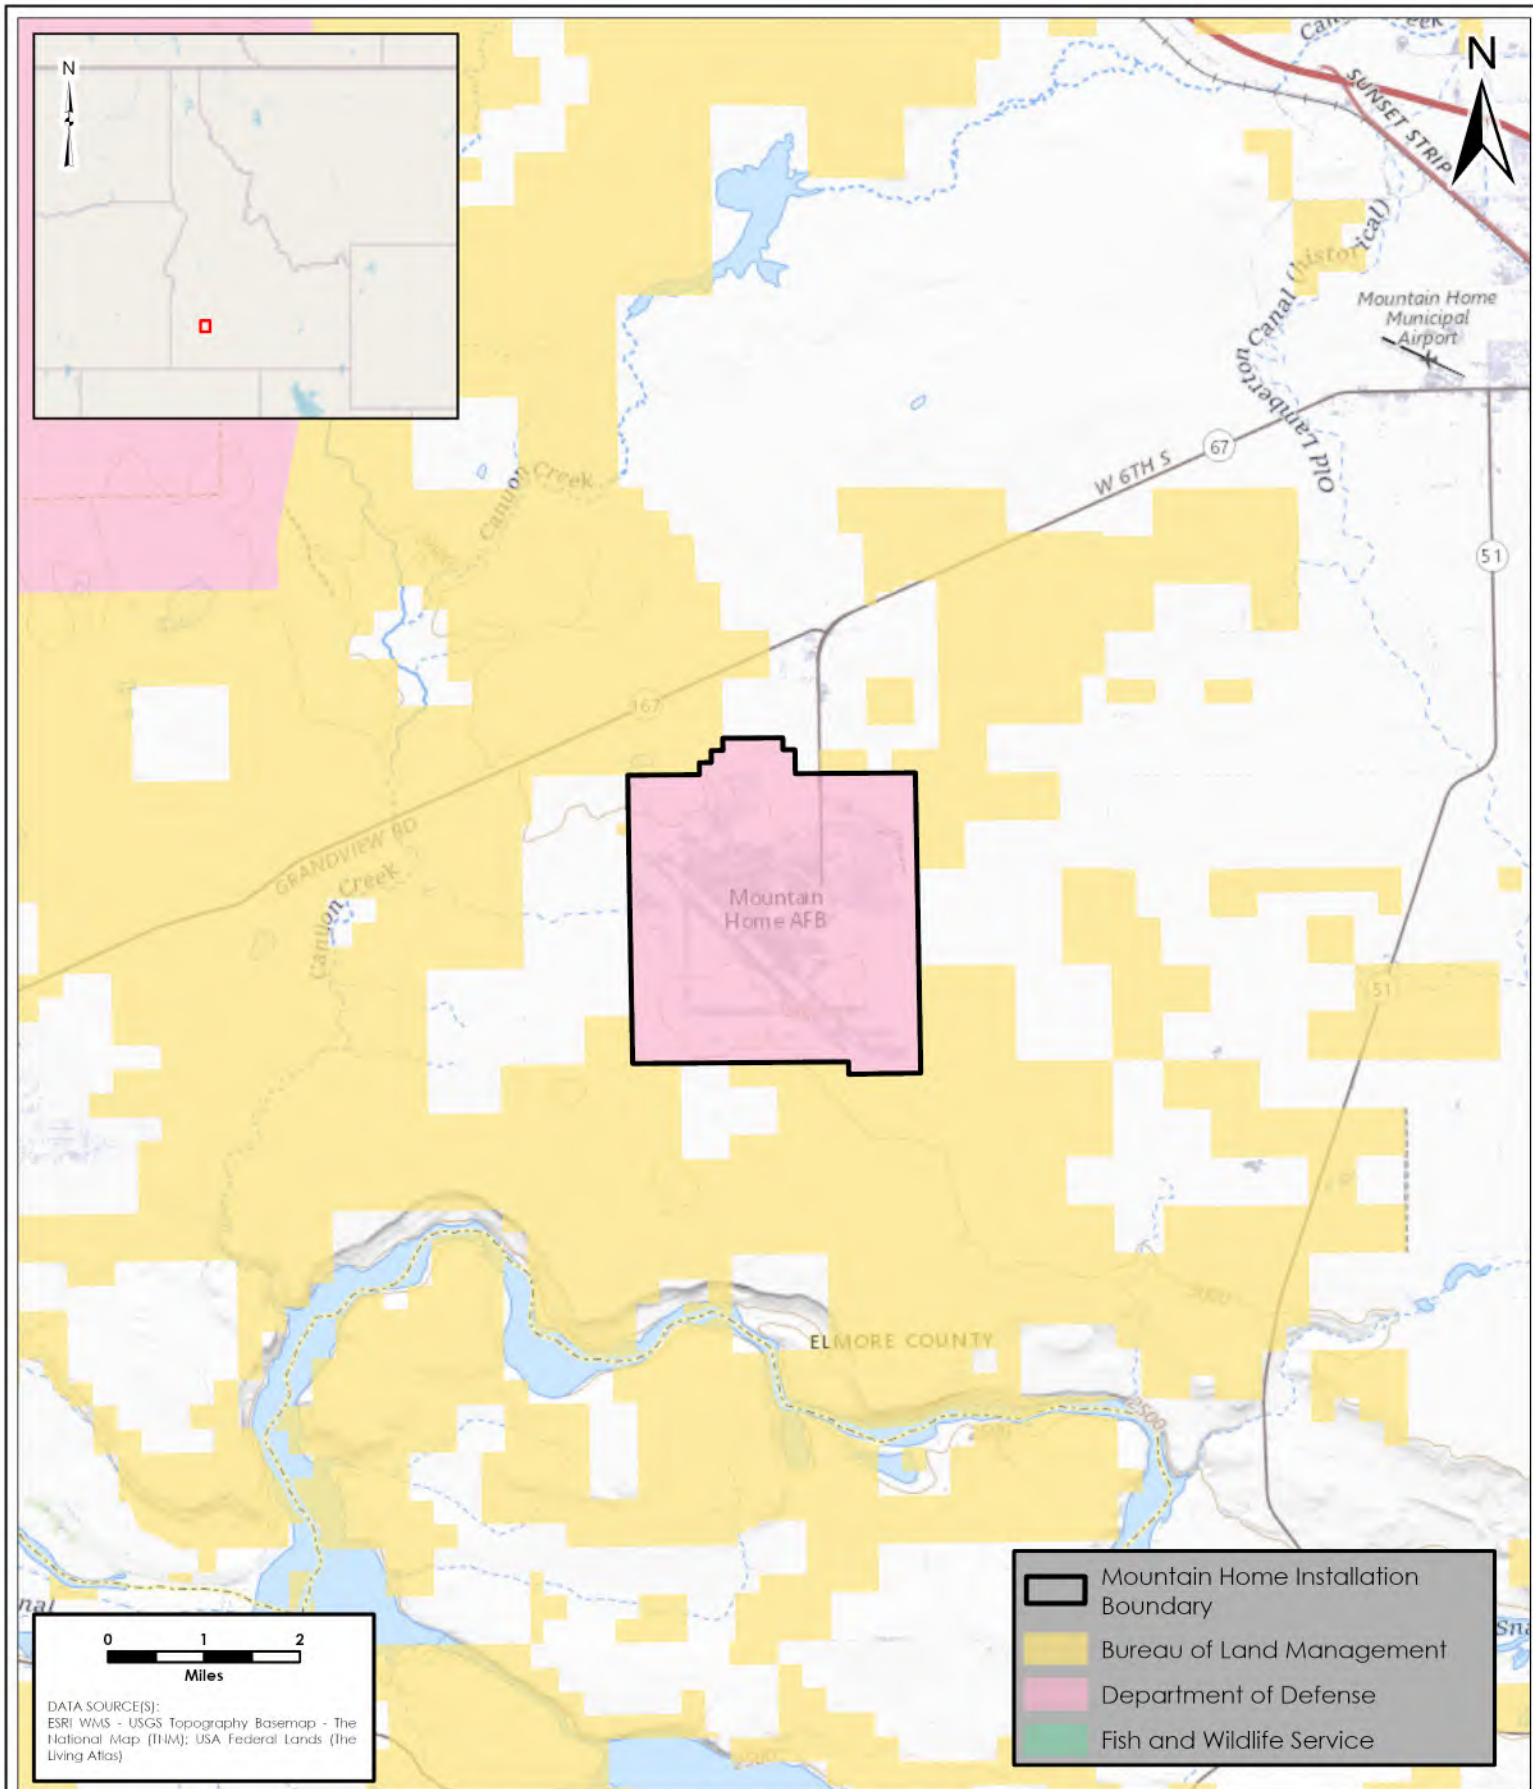 N
N
SUNSET STRIP
Old Lamberton Canal (historical)
Mountain Home
Municipal
Airport
67
W 6TH S
51
Canyon Creek
167
GRANDVIEW RD
Canyon Creek
Mountain
Home AFB
51
3000
ELMORE COUNTY
2500
Mountain Home Installation
Boundary
Bureau of Land Management
Department of Defense
Fish and Wildlife Service
0 1 2
Miles
DATA SOURCE(S):
ESRI WMS - USGS Topography Basemap - The
National Map (TNM); USA Federal Lands (The
Living Atlas)